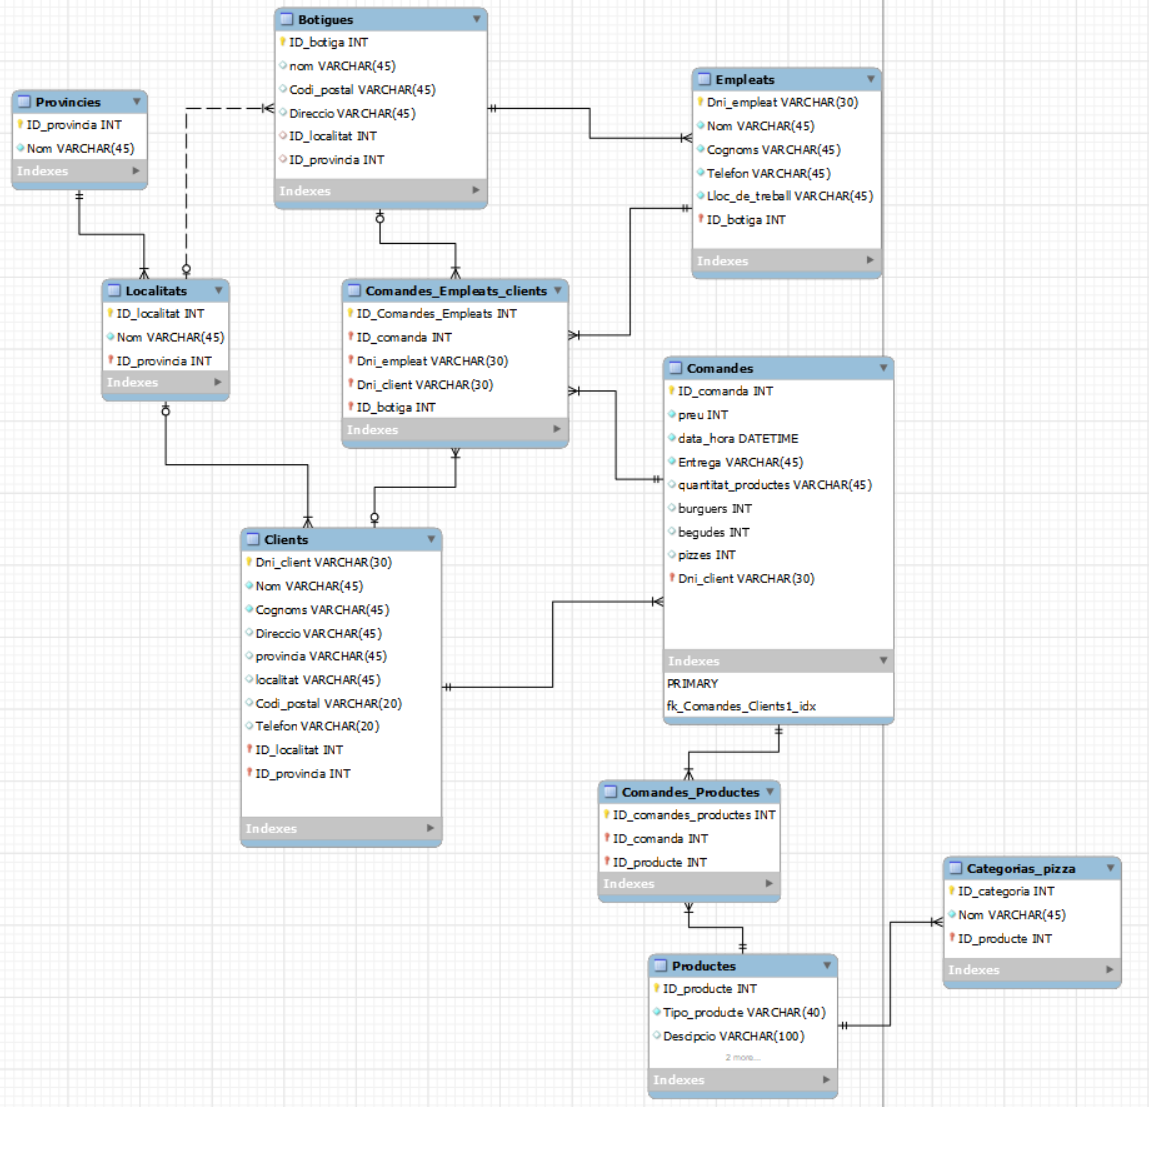 Botigues
ID_botiga INT
nom VARCHAR(45)
Codi_postal VARCHAR(45)
Direccio VARCHAR(45)
ID_localitat INT
ID_provincia INT
Indexes
Empleats
Dni_empleat VARCHAR(30)
Nom VARCHAR(45)
Cognoms VARCHAR(45)
Telefon VARCHAR(45)
Lloc_de_treball VARCHAR(45)
ID_botiga INT
Indexes
Provincies
ID_provincia INT
Nom VARCHAR(45)
Indexes
Localitats
ID_localitat INT
Nom VARCHAR(45)
ID_provincia INT
Indexes
Comandes_Empleats_clients
ID_Comandes_Empleats INT
ID_comanda INT
Dni_empleat VARCHAR(30)
Dni_client VARCHAR(30)
ID_botiga INT
Indexes
Comandes
ID_comanda INT
preu INT
data_hora DATETIME
Entrega VARCHAR(45)
quantitat_productes VARCHAR(45)
burguers INT
begudes INT
pizzes INT
Dni_client VARCHAR(30)
Indexes
PRIMARY
fk_Comandes_Clients1_idx
Clients
Dni_client VARCHAR(30)
Nom VARCHAR(45)
Cognoms VARCHAR(45)
Direccio VARCHAR(45)
provincia VARCHAR(45)
localitat VARCHAR(45)
Codi_postal VARCHAR(20)
Telefon VARCHAR(20)
ID_localitat INT
ID_provincia INT
Indexes
Comandes_Productes
ID_comandes_productes INT
ID_comanda INT
ID_producte INT
Indexes
Categorias_pizza
ID_categoria INT
Nom VARCHAR(45)
ID_producte INT
Indexes
Productes
ID_producte INT
Tipo_producte VARCHAR(40)
Descipcio VARCHAR(100)
2 more...
Indexes